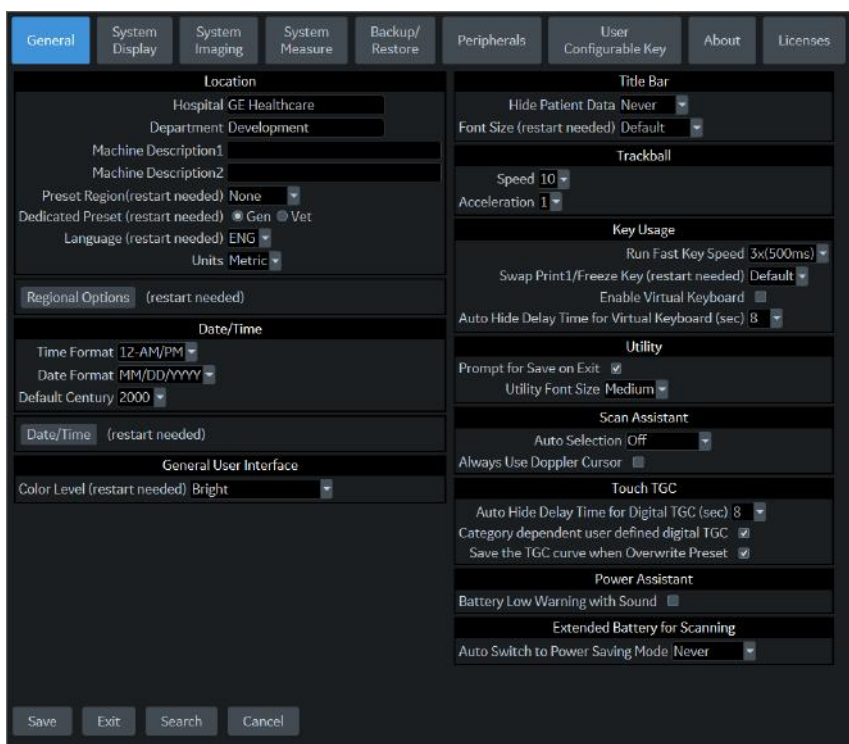 General
System
Display
System
Imaging
System
Measure
Backup/
Restore
Peripherals
User
Configurable Key
About
Licenses
Location
Hospital GE Healthcare
Department Development
Machine Description1
Machine Description2
Preset Region(restart needed) None
Dedicated Preset (restart needed) Gen Vet
Language (restart needed) ENG
Units Metric
Regional Options (restart needed)
Date/Time
Time Format 12-AM/PM
Date Format MM/DD/YYYY
Default Century 2000
Date/Time (restart needed)
General User Interface
Color Level (restart needed) Bright
Title Bar
Hide Patient Data Never
Font Size (restart needed) Default
Trackball
Speed 10
Acceleration 1
Key Usage
Run Fast Key Speed 3x(500ms)
Swap Print1/Freeze Key (restart needed) Default
Enable Virtual Keyboard
Auto Hide Delay Time for Virtual Keyboard (sec) 8
Utility
Prompt for Save on Exit
Utility Font Size Medium
Scan Assistant
Auto Selection Off
Always Use Doppler Cursor
Touch TGC
Auto Hide Delay Time for Digital TGC (sec) 8
Category dependent user defined digital TGC
Save the TGC curve when Overwrite Preset
Power Assistant
Battery Low Warning with Sound
Extended Battery for Scanning
Auto Switch to Power Saving Mode Never
Save Exit Search Cancel